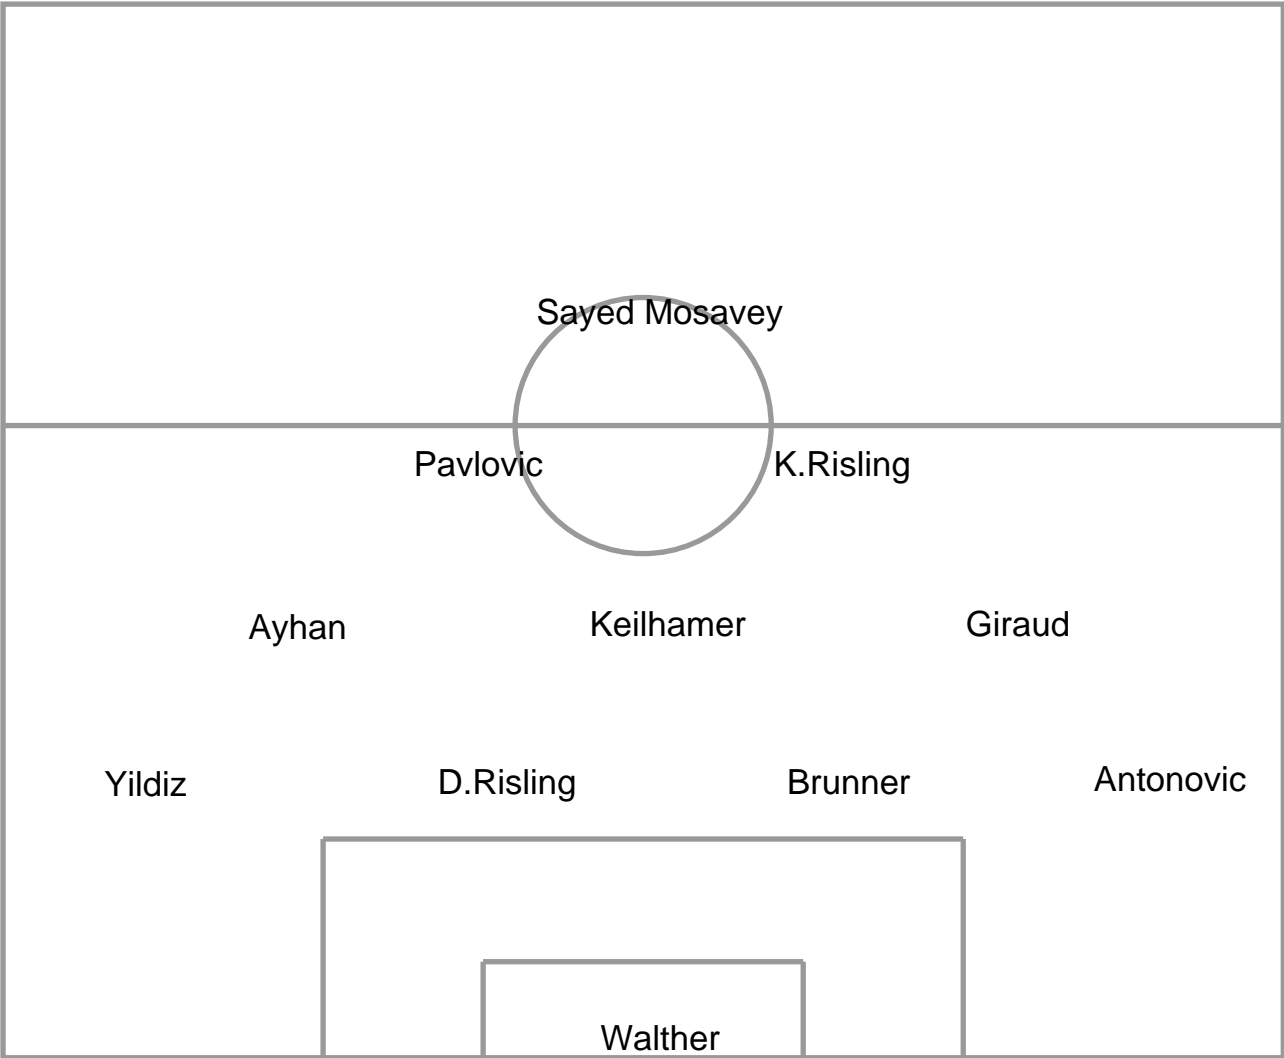 Sayed Mosavey
Pavlovic K.Risling
Ayhan Keilhamer Giraud
Yildiz D.Risling Brunner Antonovic
Walther